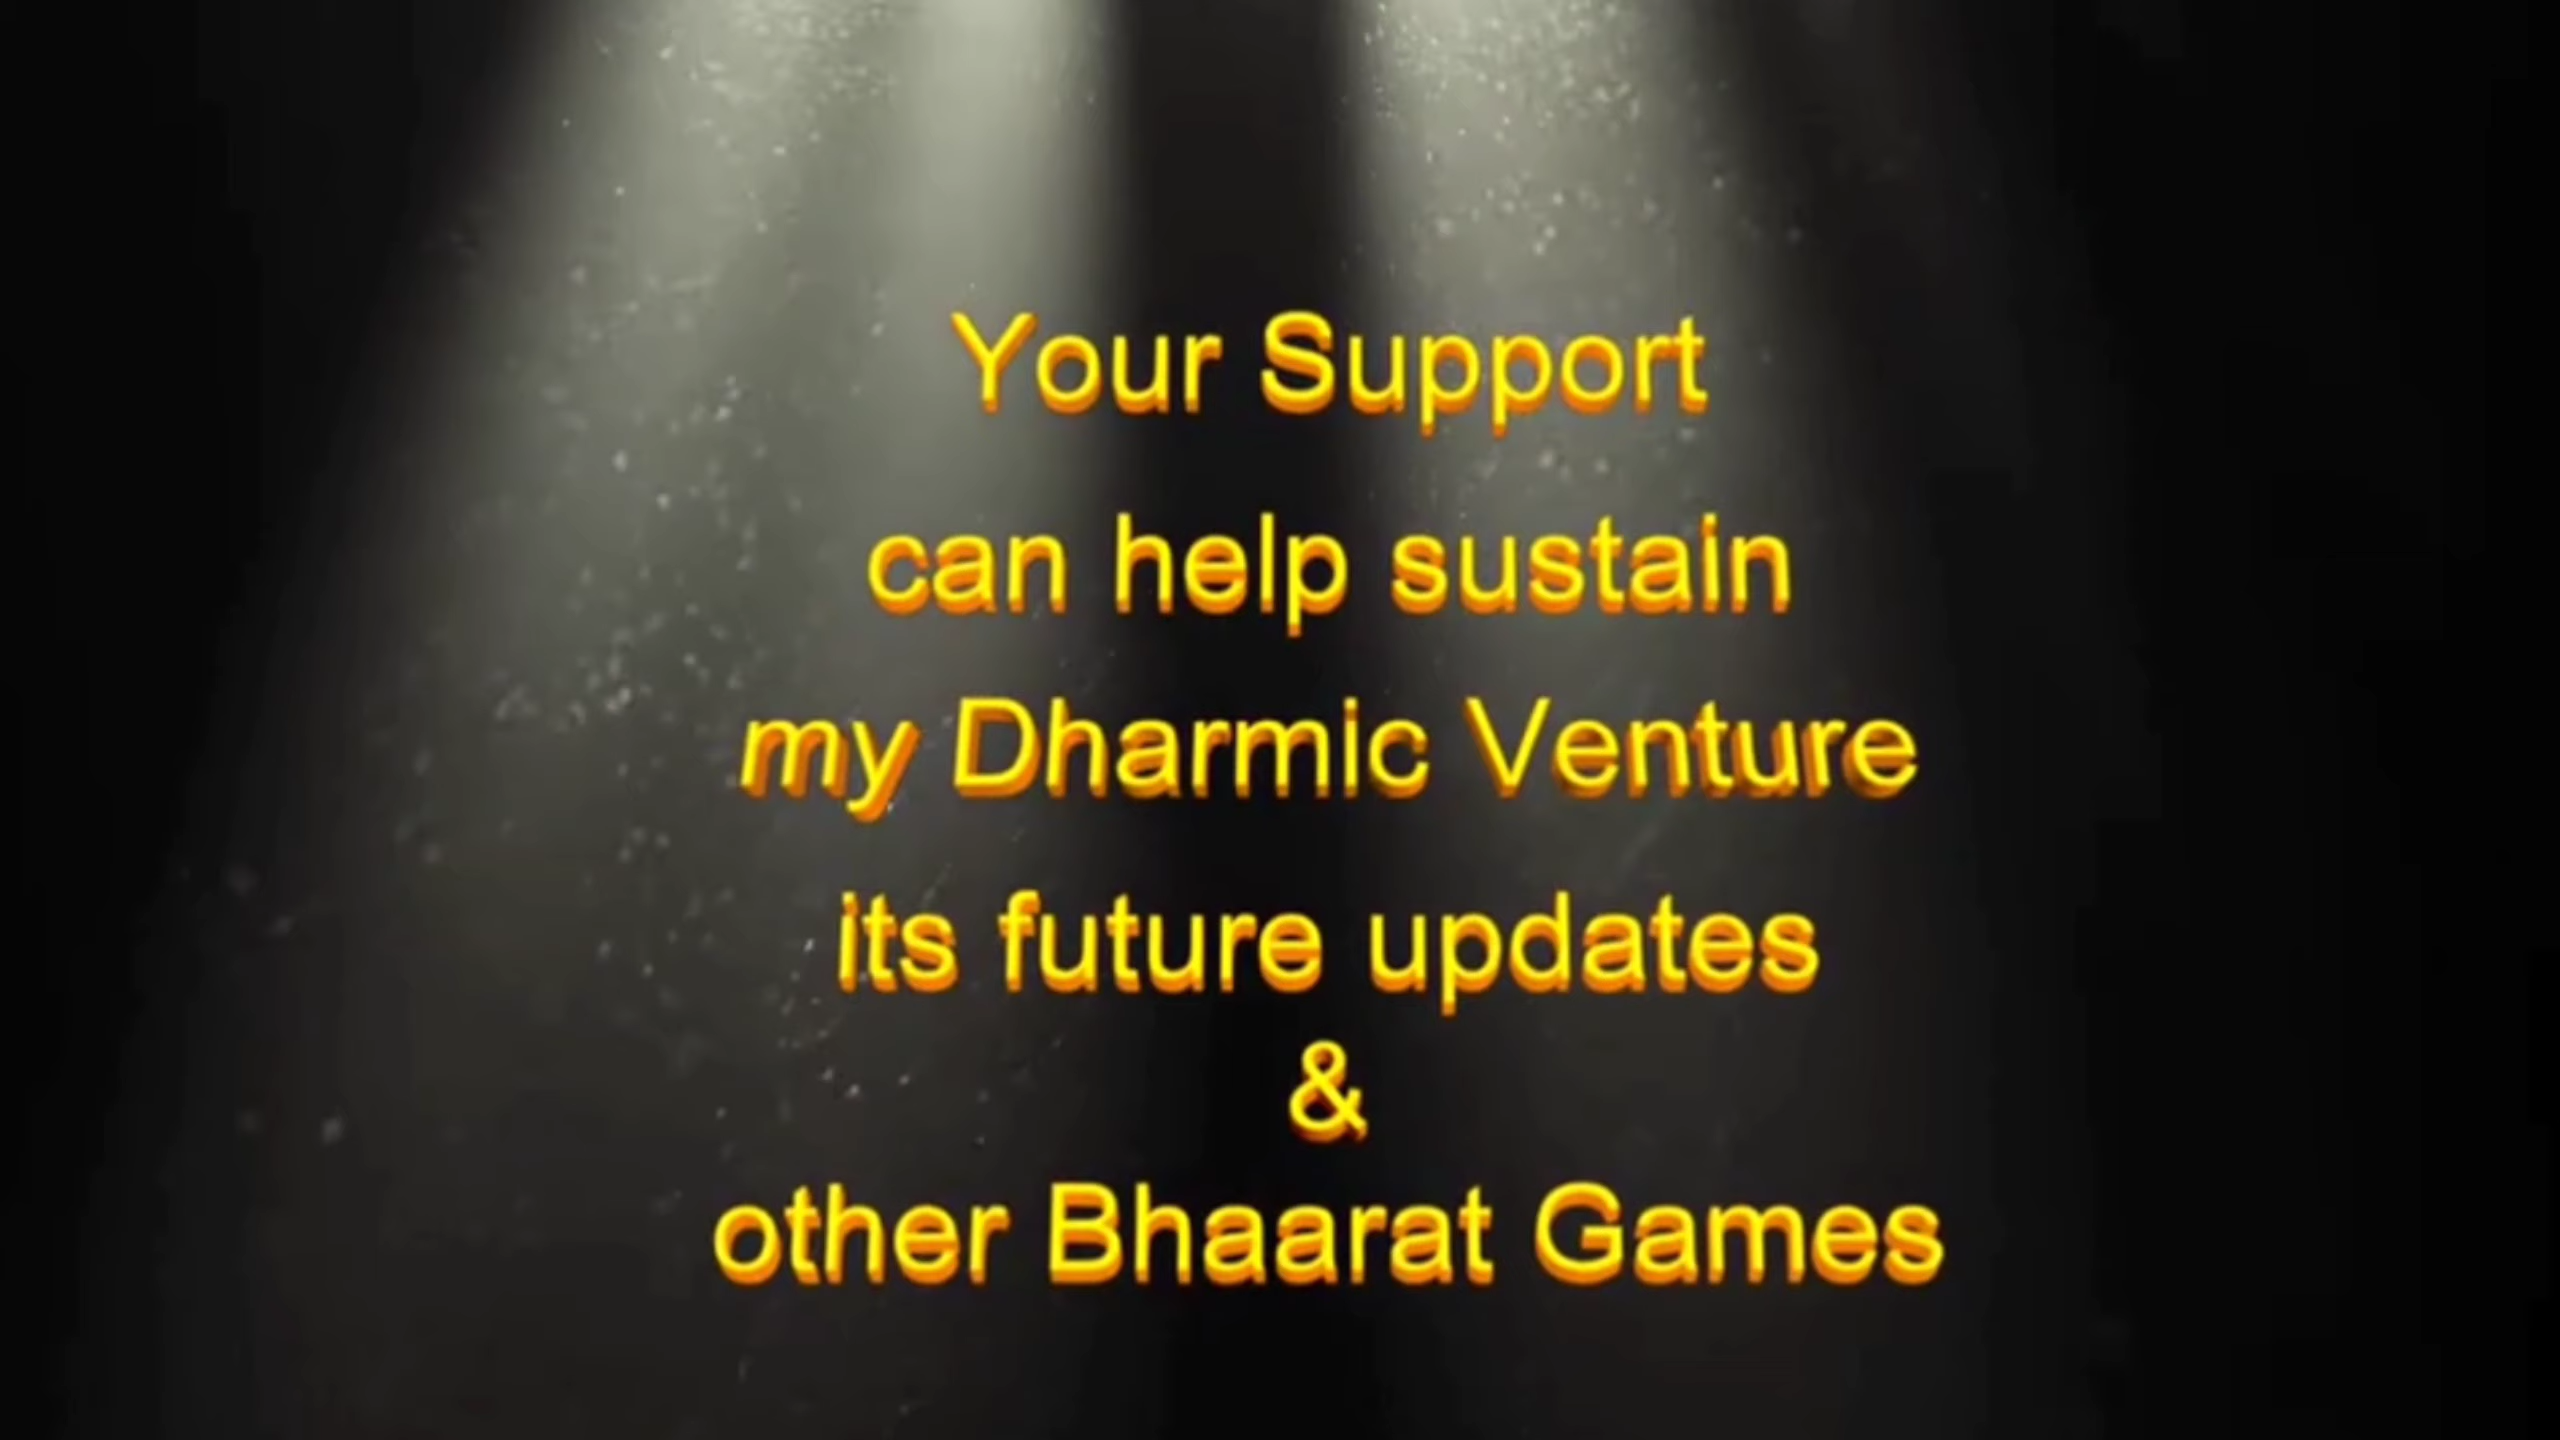 Your Support
can help sustain
my Dharmic Venture
its future updates
&
other Bhaarat Games